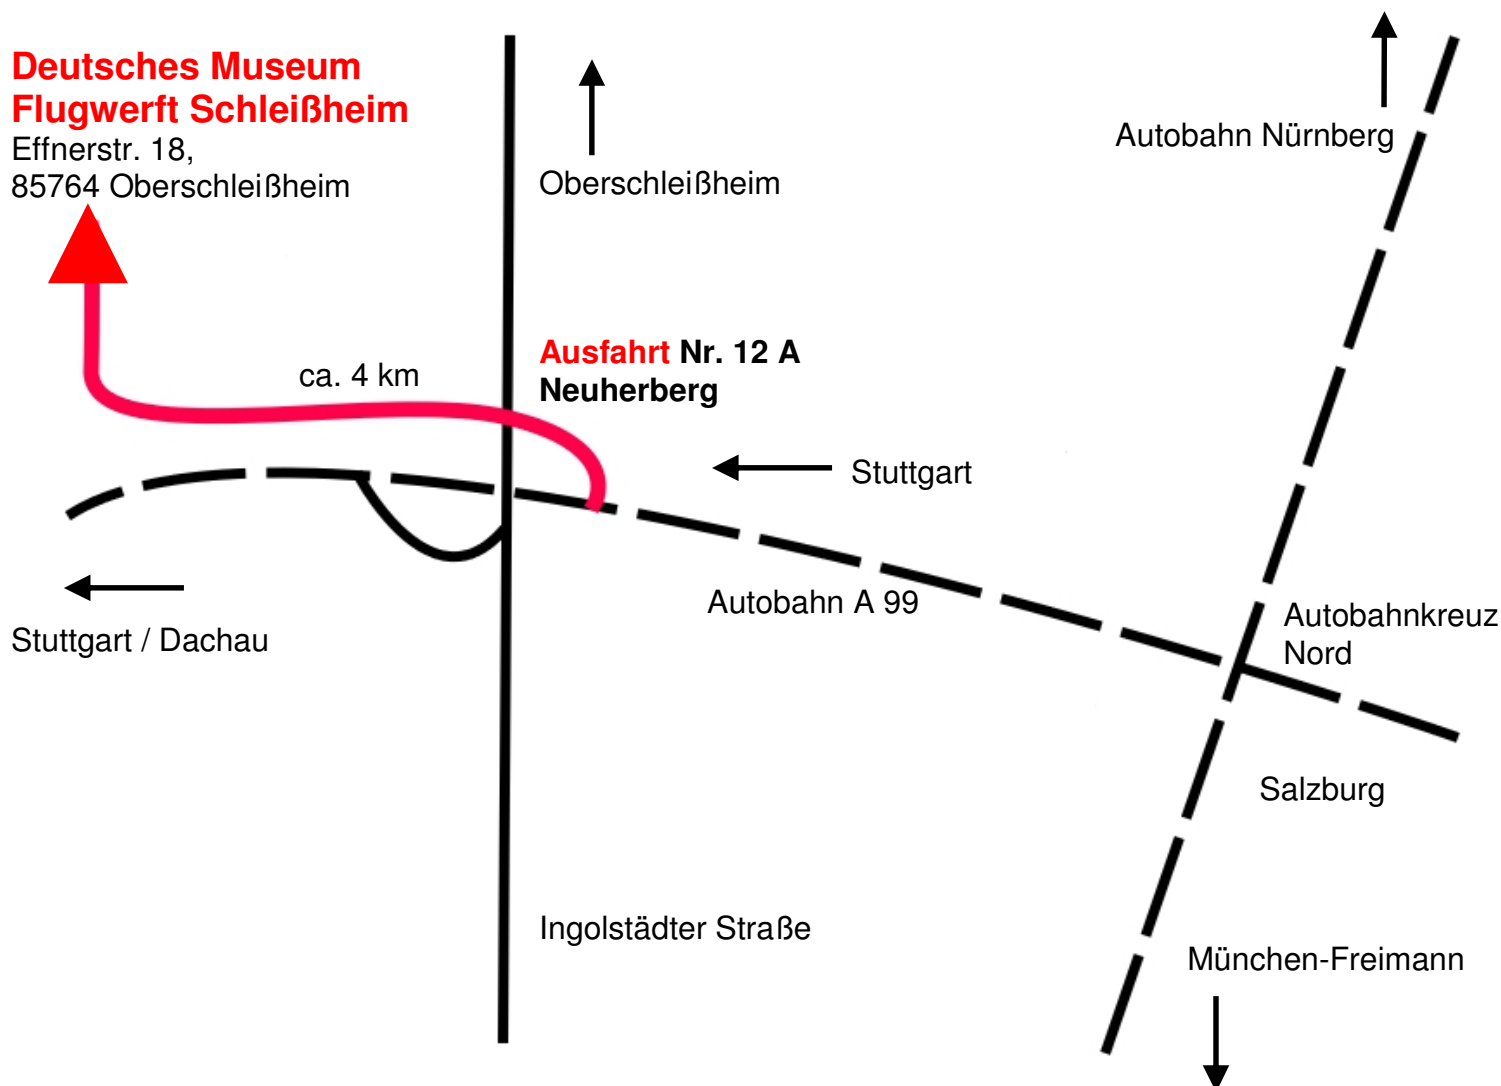 Deutsches Museum
Flugwerft Schleißheim
Effnerstr. 18,
85764 Oberschleißheim
Oberschleißheim
Autobahn Nürnberg
Ausfahrt Nr. 12 A
Neuherberg
ca. 4 km
Stuttgart
Autobahn A 99
Stuttgart / Dachau
Autobahnkreuz
Nord
Salzburg
Ingolstädter Straße
München-Freimann